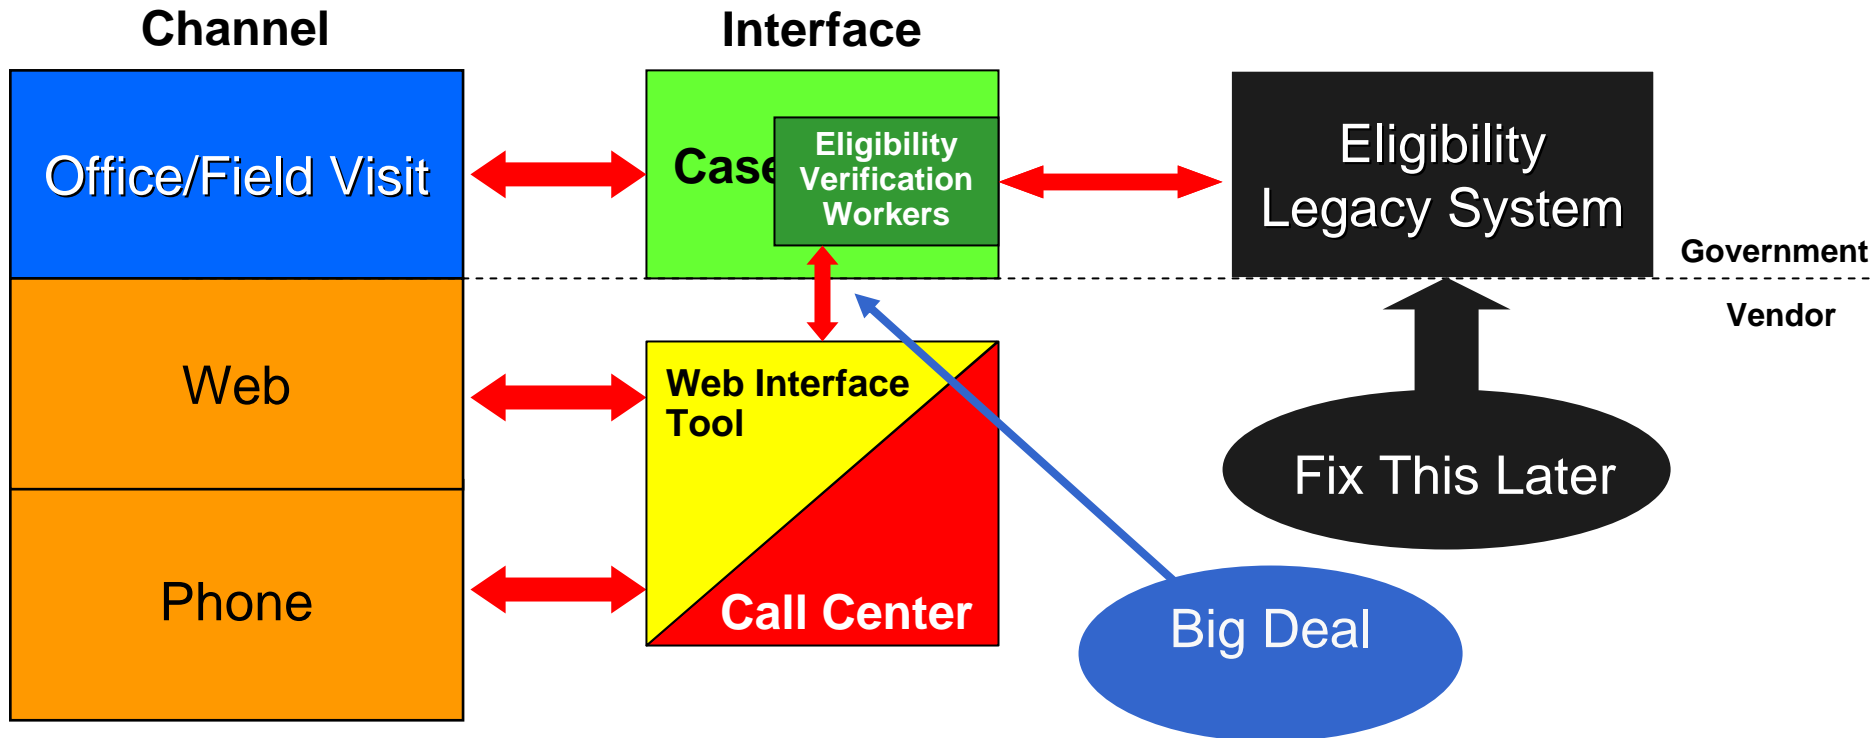 Channel
Interface
Office/Field Visit
Case
Eligibility
Verification
Workers
Eligibility
Legacy System
Government
Vendor
Web
Web Interface
Tool
Fix This Later
Phone
Call Center
Big Deal